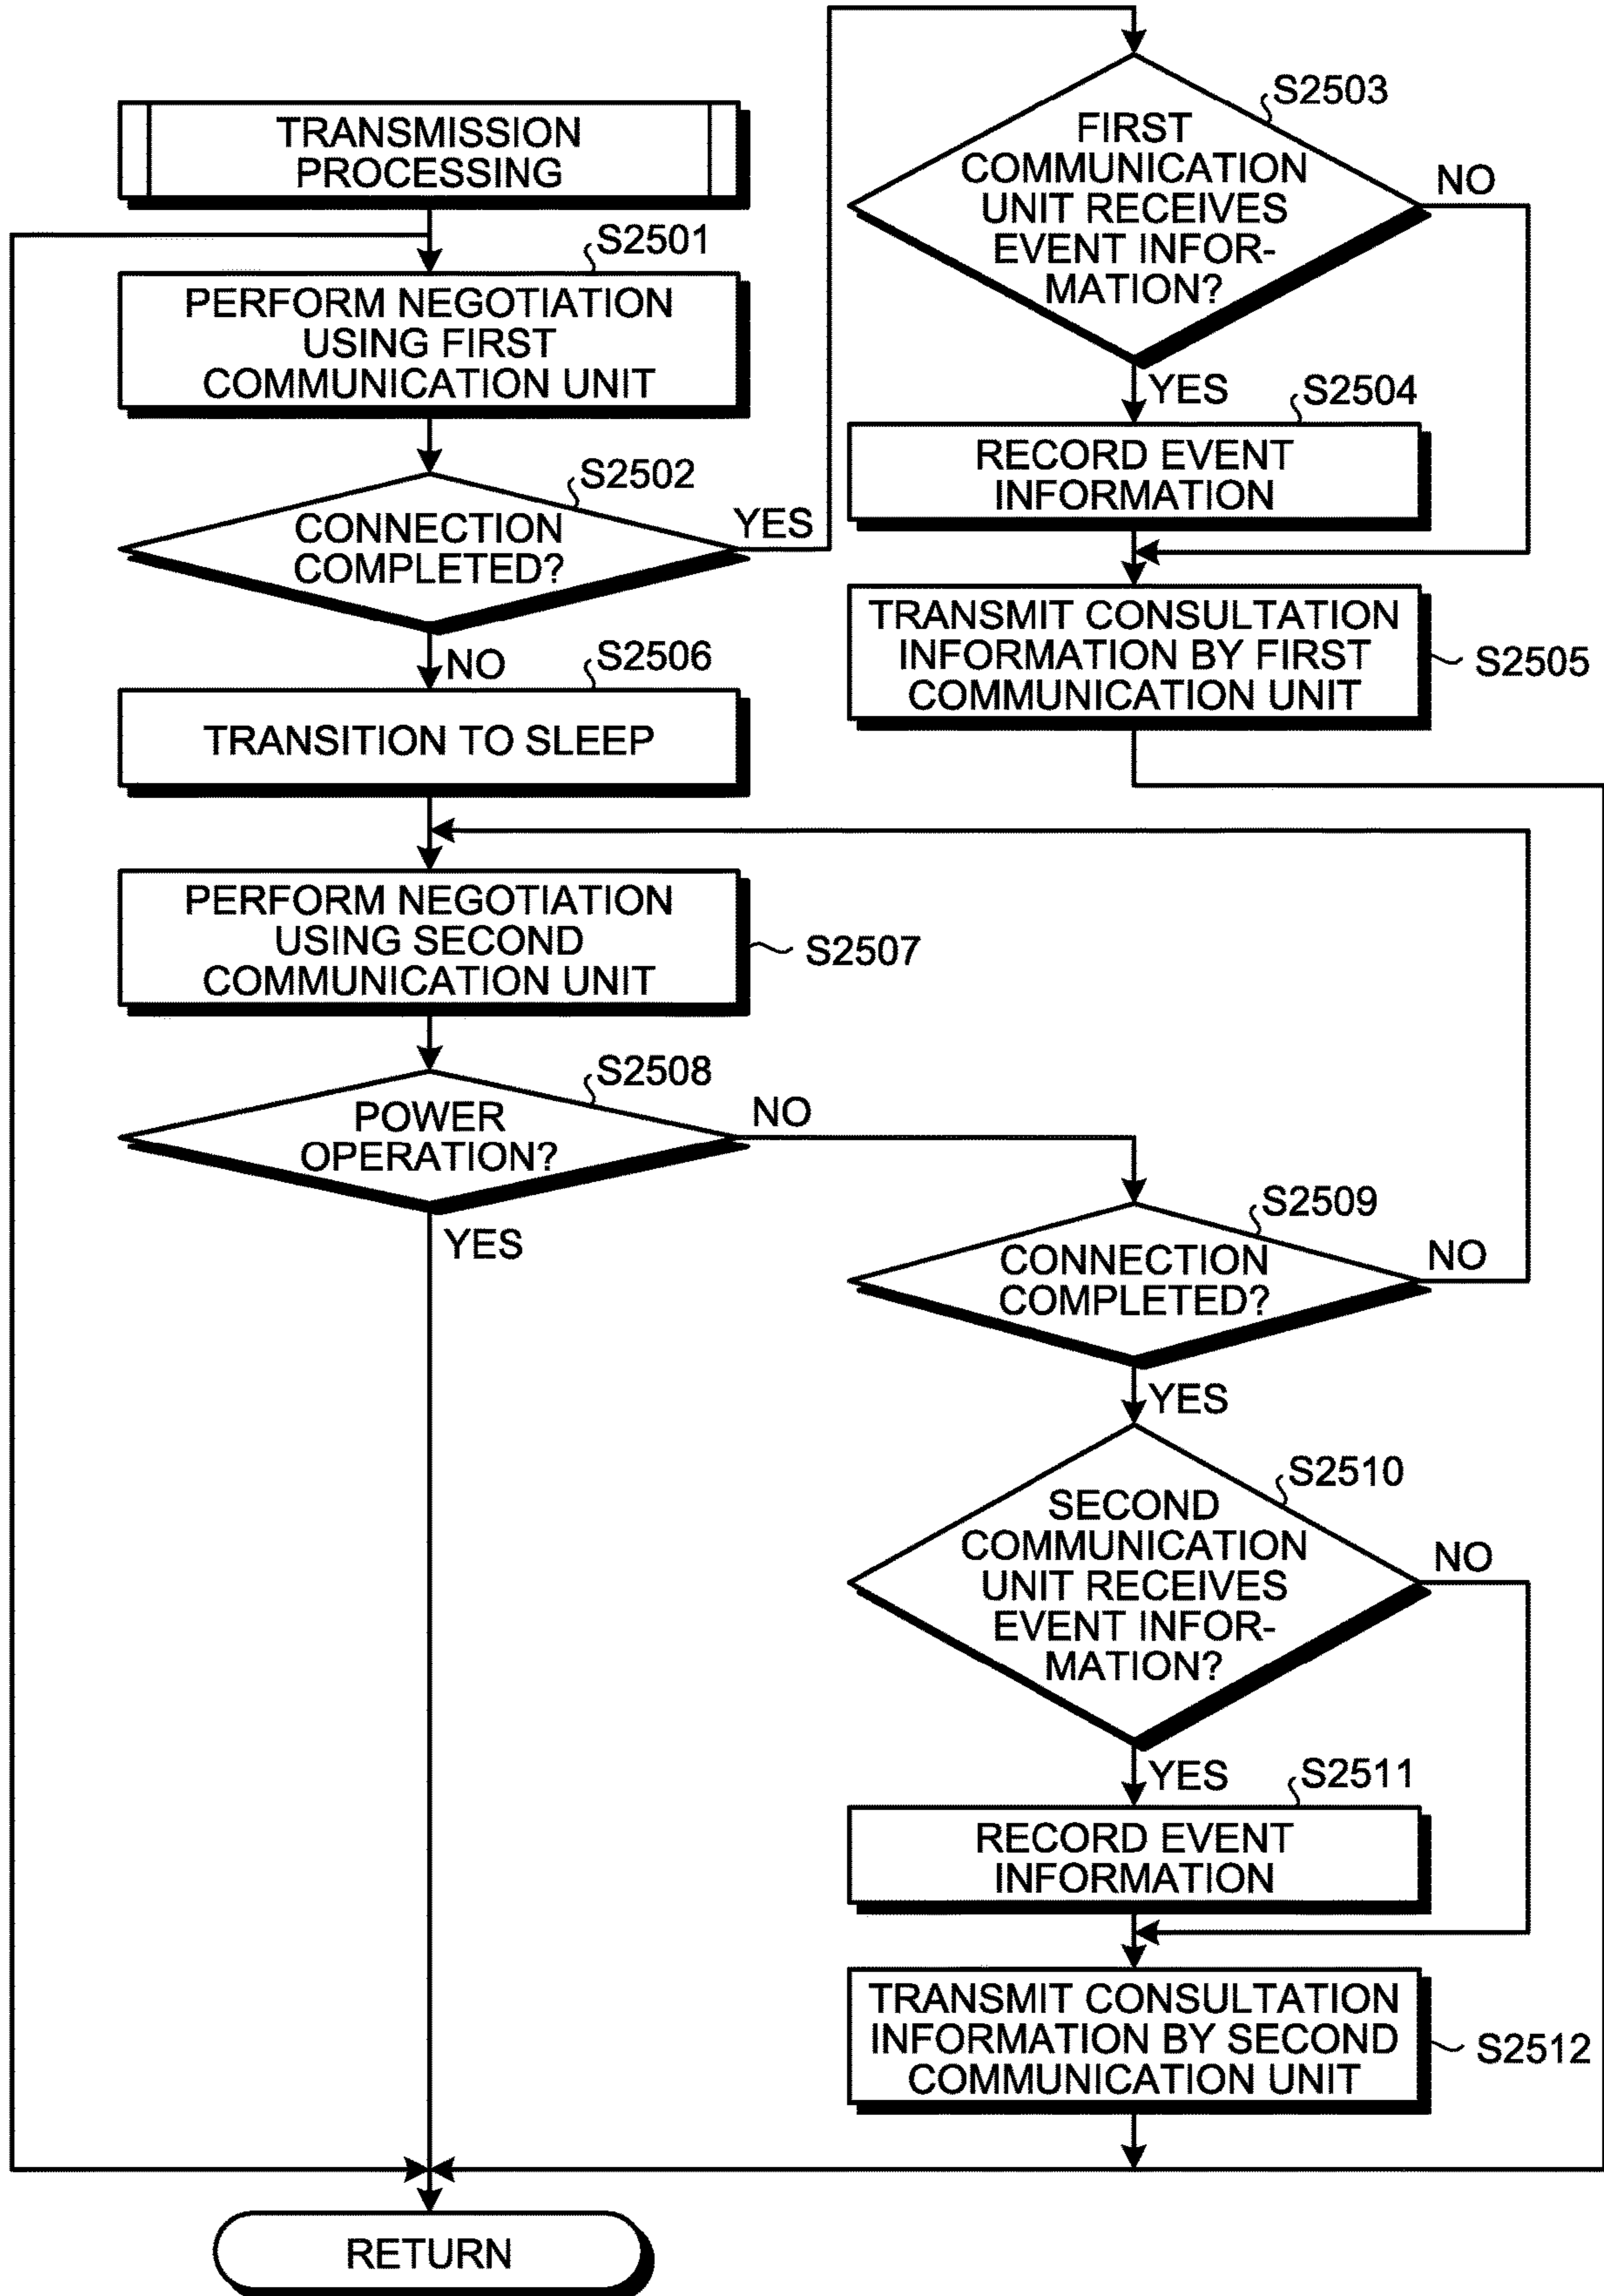 TRANSMISSION
PROCESSING
S2501
PERFORM NEGOTIATION
USING FIRST
COMMUNICATION UNIT
S2502
CONNECTION
COMPLETED?
YES
NO
S2503
FIRST
COMMUNICATION
UNIT RECEIVES
EVENT INFOR-
MATION?
NO
YES
S2504
RECORD EVENT
INFORMATION
TRANSMIT CONSULTATION
INFORMATION BY FIRST
COMMUNICATION UNIT
S2505
S2506
TRANSITION TO SLEEP
PERFORM NEGOTIATION
USING SECOND
COMMUNICATION UNIT
S2507
S2508
POWER
OPERATION?
NO
YES
S2509
CONNECTION
COMPLETED?
NO
YES
S2510
SECOND
COMMUNICATION
UNIT RECEIVES
EVENT INFOR-
MATION?
NO
YES
S2511
RECORD EVENT
INFORMATION
TRANSMIT CONSULTATION
INFORMATION BY SECOND
COMMUNICATION UNIT
S2512
RETURN